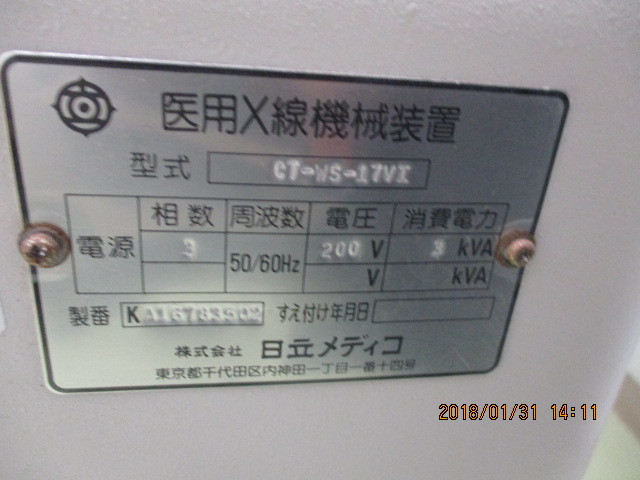 医用X線機械装置
型式 CT-WS-17VI
電源 相数 周波数 電圧 消費電力
3 50/60Hz 200 V 3 kVA
V kVA
製番 KA16783502 すえ付け年月日
株式会社 日立メディコ
東京都千代田区内神田一丁目一番十四号
2018/01/31 14:11